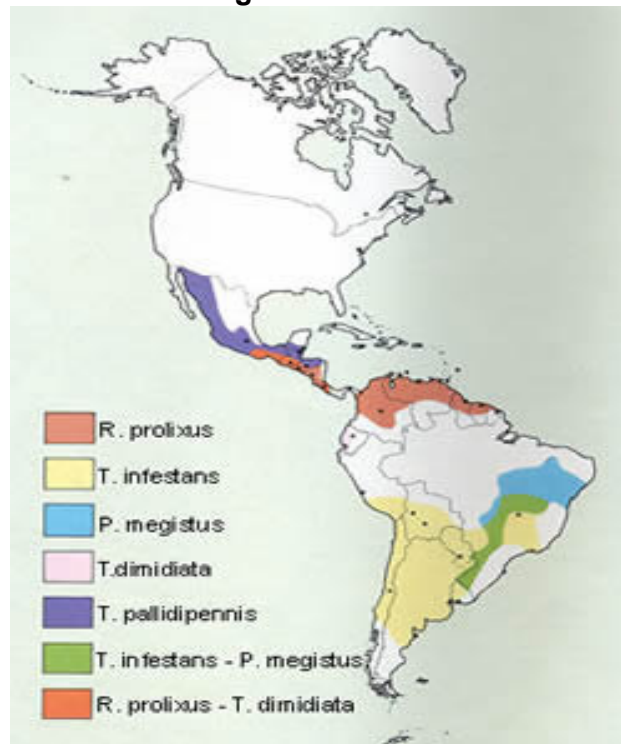 R. prolixus
T. infestans
P. megistus
T.dimidiata
T. pallidipennis
T. infestans - P. megistus
R. prolixus - T. dimidiata